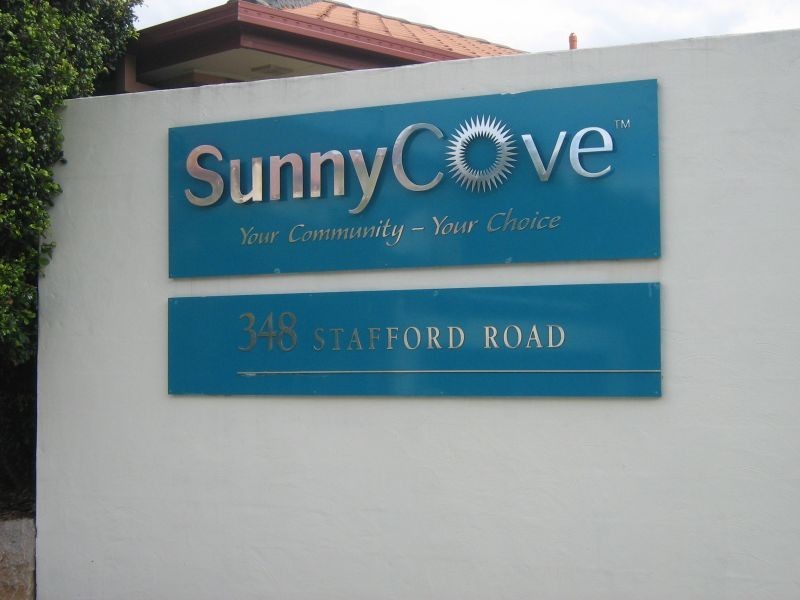 SunnyCove™
Your Community – Your Choice
348 STAFFORD ROAD